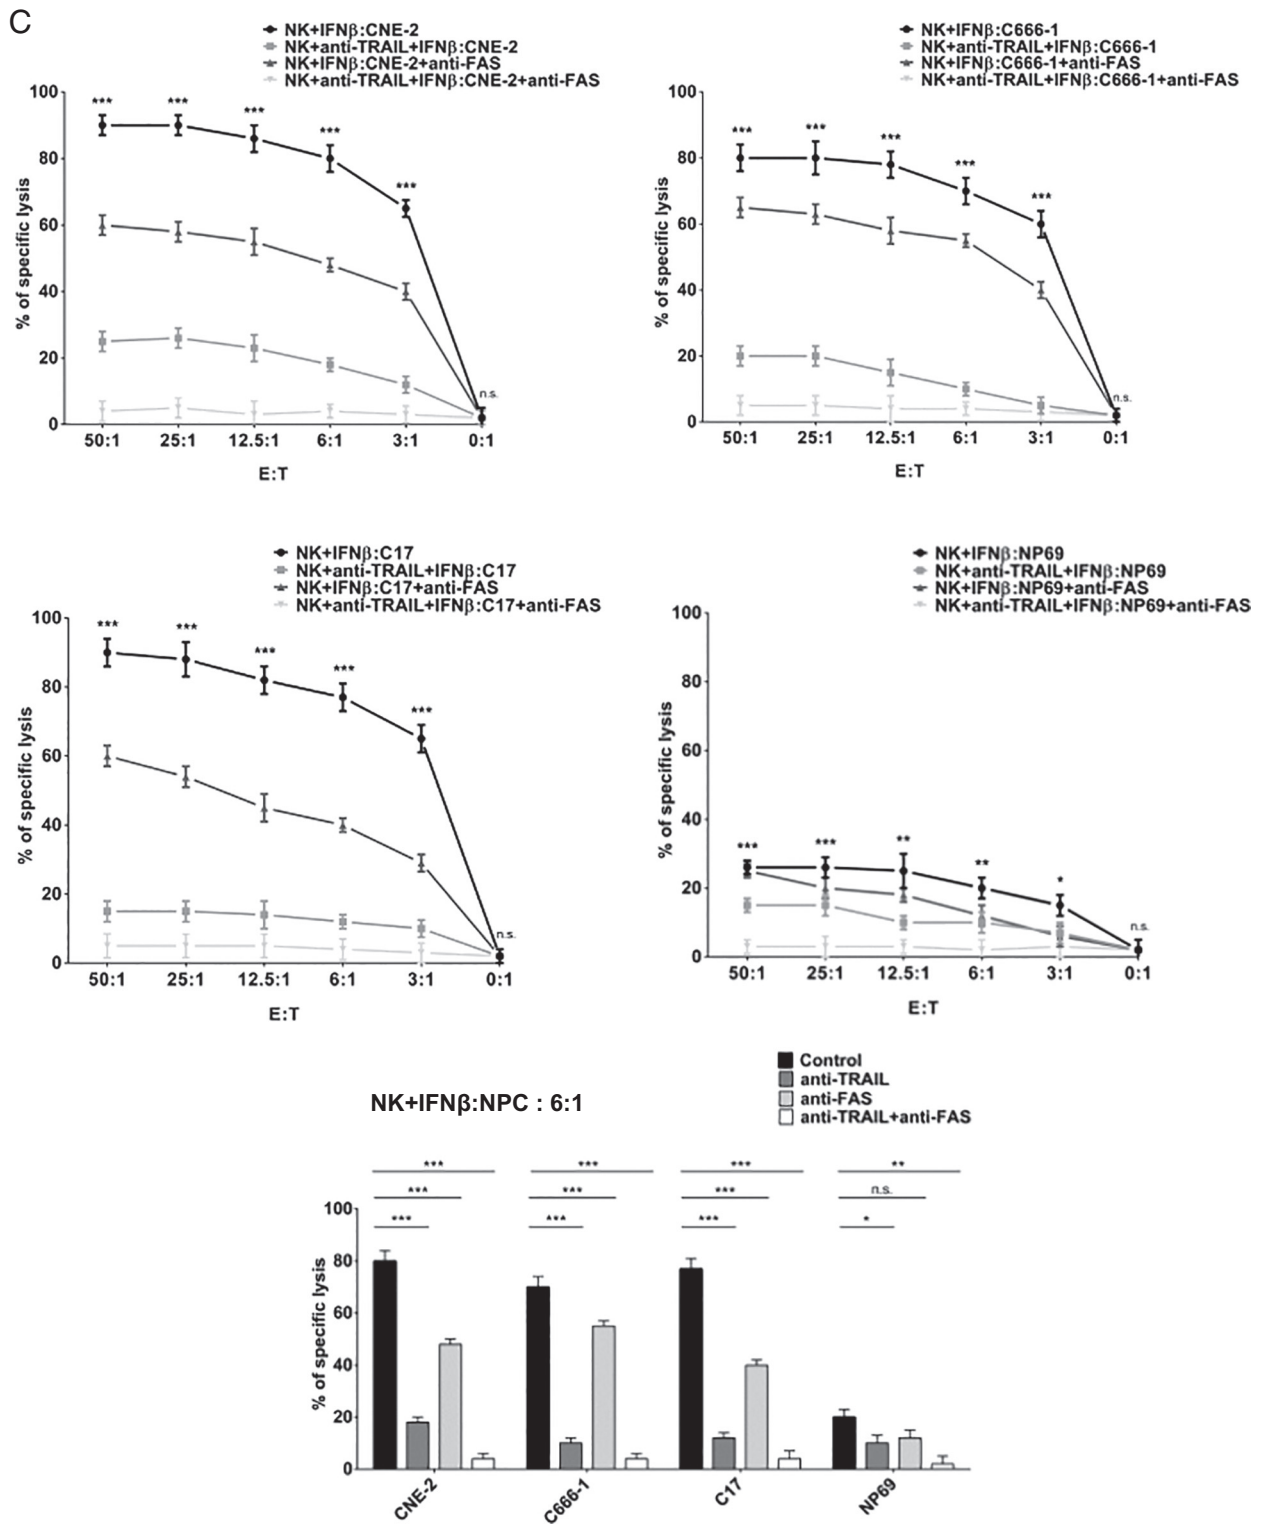 C
NK+IFNβ:CNE-2
NK+anti-TRAIL+IFNβ:CNE-2
NK+IFNβ:CNE-2+anti-FAS
NK+anti-TRAIL+IFNβ:CNE-2+anti-FAS
100
80
60
40
20
0
% of specific lysis
*** *** *** *** *** n.s.
50:1 25:1 12.5:1 6:1 3:1 0:1
E:T
NK+IFNβ:C666-1
NK+anti-TRAIL+IFNβ:C666-1
NK+IFNβ:C666-1+anti-FAS
NK+anti-TRAIL+IFNβ:C666-1+anti-FAS
100
80
60
40
20
0
% of specific lysis
*** *** *** *** *** n.s.
50:1 25:1 12.5:1 6:1 3:1 0:1
E:T
NK+IFNβ:C17
NK+anti-TRAIL+IFNβ:C17
NK+IFNβ:C17+anti-FAS
NK+anti-TRAIL+IFNβ:C17+anti-FAS
100
80
60
40
20
0
% of specific lysis
*** *** *** *** *** n.s.
50:1 25:1 12.5:1 6:1 3:1 0:1
E:T
NK+IFNβ:NP69
NK+anti-TRAIL+IFNβ:NP69
NK+IFNβ:NP69+anti-FAS
NK+anti-TRAIL+IFNβ:NP69+anti-FAS
100
80
60
40
20
0
% of specific lysis
*** *** ** ** * n.s.
50:1 25:1 12.5:1 6:1 3:1 0:1
E:T
NK+IFNβ:NPC : 6:1
Control
anti-TRAIL
anti-FAS
anti-TRAIL+anti-FAS
*** *** *** **
*** *** *** n.s.
*** *** *** *
100
80
60
40
20
0
% of specific lysis
CNE-2 C666-1 C17 NP69